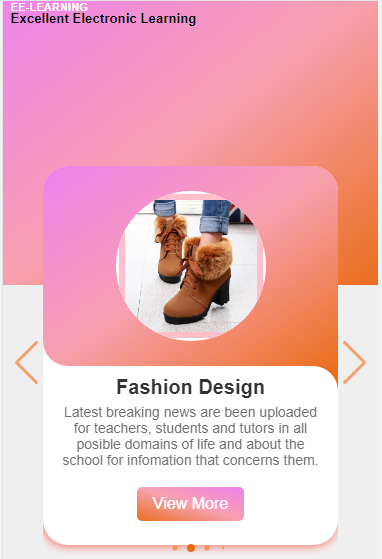 EE-LEARNING
Excellent Electronic Learning
Fashion Design
Latest breaking news are been uploaded
for teachers, students and tutors in all
posible domains of life and about the
school for infomation that concerns them.
View More